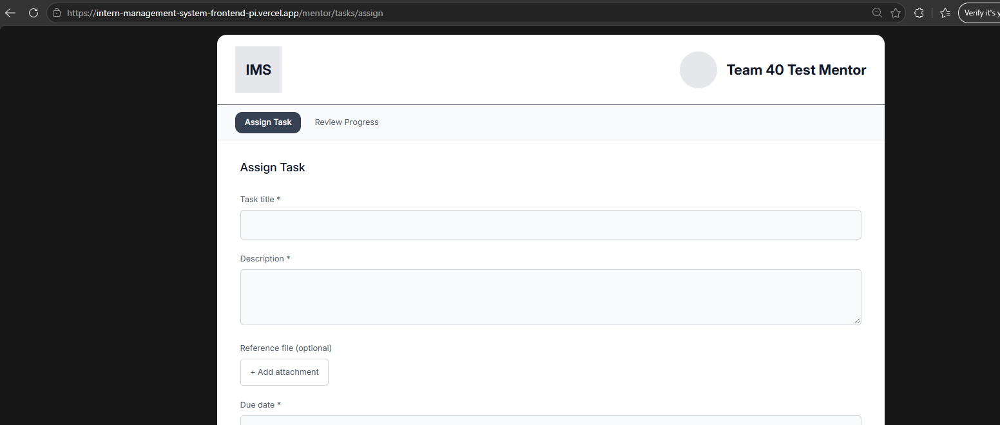 https://intern-management-system-frontend-pi.vercel.app/mentor/tasks/assign
Verify it's y
IMS
Team 40 Test Mentor
Assign Task
Review Progress
Assign Task
Task title *
Description *
Reference file (optional)
+ Add attachment
Due date *